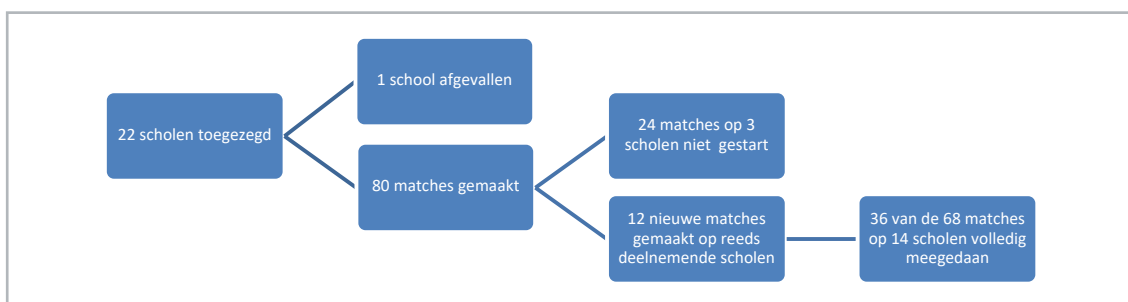 22 scholen toegezegd
1 school afgevallen
80 matches gemaakt
24 matches op 3
scholen niet gestart
12 nieuwe matches
gemaakt op reeds
deelnemende scholen
36 van de 68 matches
op 14 scholen volledig
meegedaan